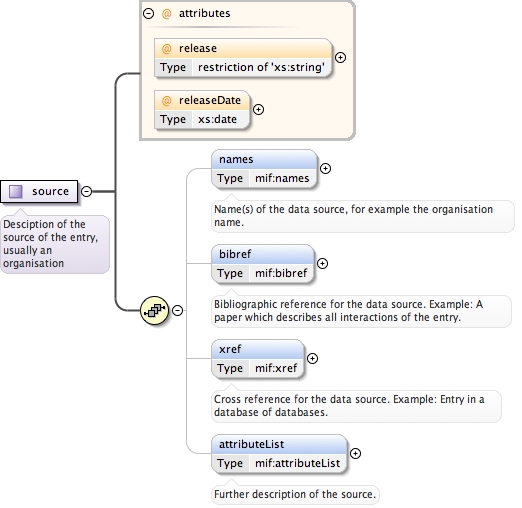 @ attributes
@ release
Type restriction of 'xs:string'
@ releaseDate
Type xs:date
source
Desciption of the
source of the entry,
usually an
organisation
names
Type mif:names
Name(s) of the data source, for example the organisation
name.
bibref
Type mif:bibref
Bibliographic reference for the data source. Example: A
paper which describes all interactions of the entry.
xref
Type mif:xref
Cross reference for the data source. Example: Entry in a
database of databases.
attributeList
Type mif:attributeList
Further description of the source.